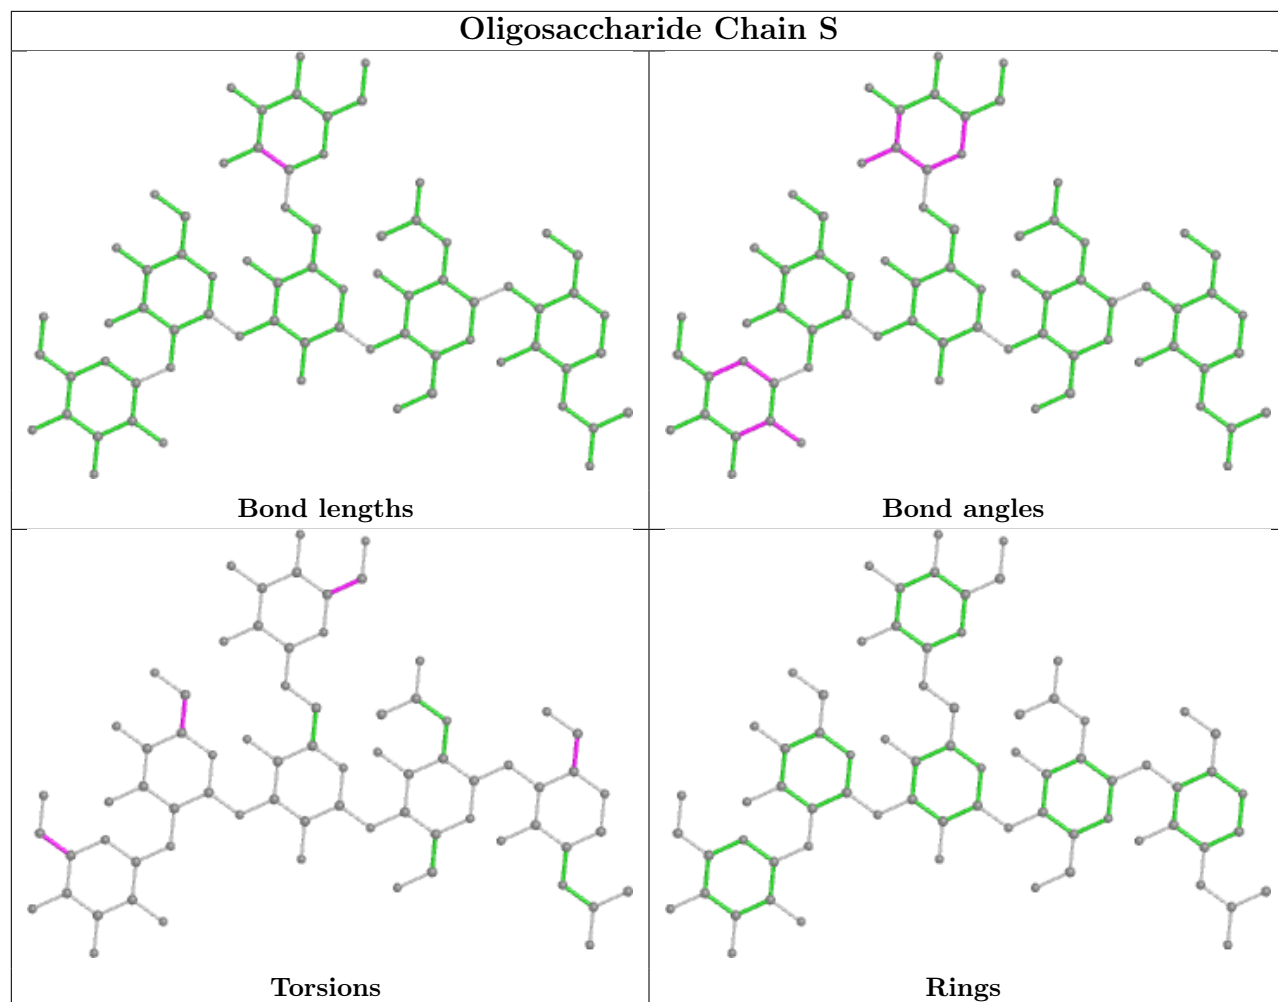 Oligosaccharide Chain S
Bond lengths
Bond angles
Torsions
Rings